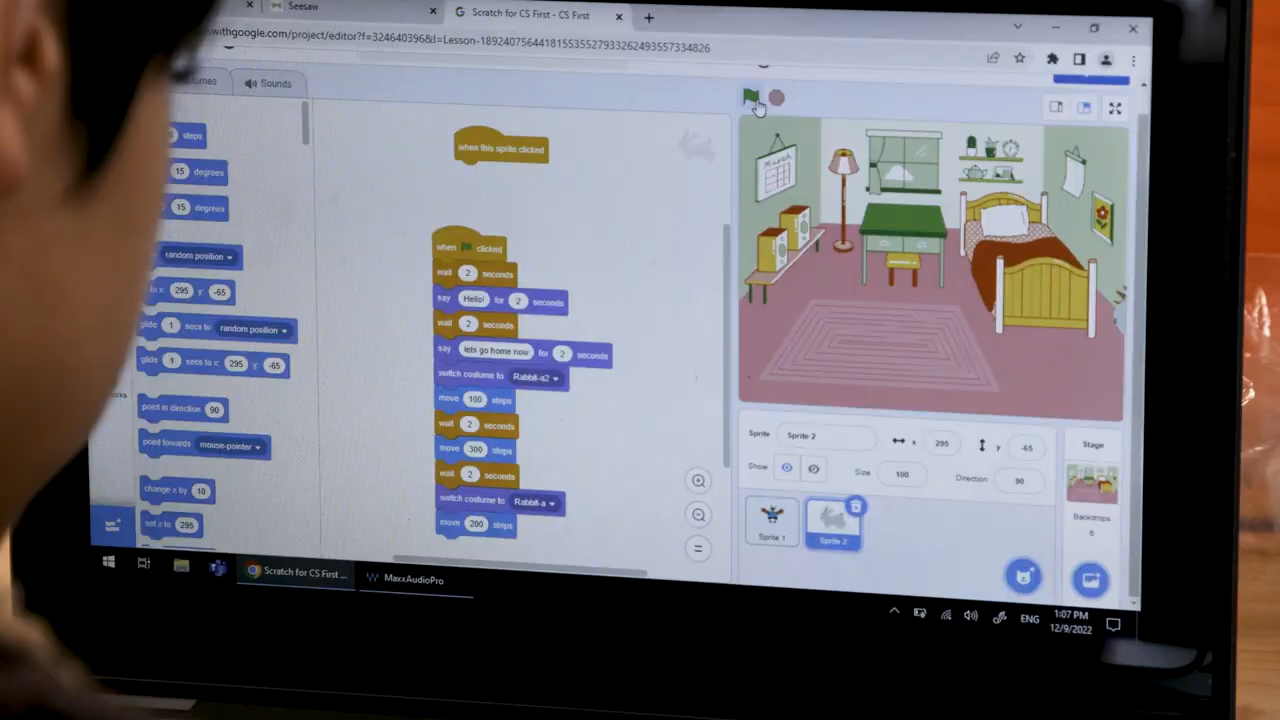 Seesaw
Scratch for CS First - CS First
withgoogle.com/project/editor?f=324640396&l=Lesson-1892407564418155355279332624935573348​26
Sounds
steps
15 degrees
15 degrees
random position
to x: 295 y: -65
glide 1 secs to random position
glide 1 secs to x: 295 y: -65
point in direction 90
point towards mouse-pointer
change x by 10
set x to 295
when this sprite clicked
when clicked
wait 2 seconds
say Hello! for 2 seconds
wait 2 seconds
say lets go home now for 2 seconds
switch costume to Rabbit-a2
move 100 steps
wait 2 seconds
move 300 steps
wait 2 seconds
switch costume to Rabbit-a
move 200 steps
March
Sprite Sprite 2 x 295 y -65
Show Size 100 Direction 90
Sprite 1
Sprite 2
Stage
Backdrops
6
Scratch for CS First ...
MaxxAudioPro
ENG
1:07 PM
12/9/2022